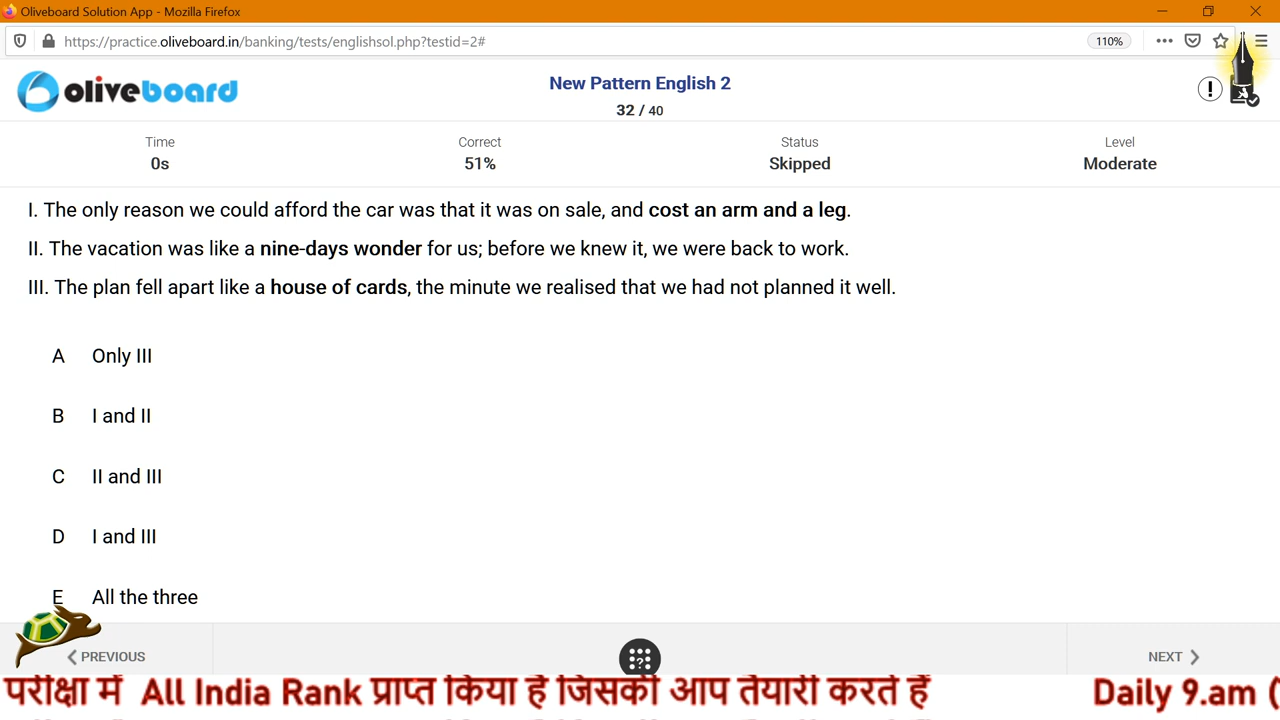 Oliveboard Solution App - Mozilla Firefox
https://practice.oliveboard.in/banking/tests/englishsol.php?testid=2#
110%
oliveboard
New Pattern English 2
32 / 40
Time
Correct
Status
Level
0s
51%
Skipped
Moderate
I. The only reason we could afford the car was that it was on sale, and cost an arm and a leg.
II. The vacation was like a nine-days wonder for us; before we knew it, we were back to work.
III. The plan fell apart like a house of cards, the minute we realised that we had not planned it well.
A Only III
B I and II
C II and III
D I and III
E All the three
PREVIOUS
NEXT
परीक्षा में All India Rank प्राप्त किया है जिसकी आप तैयारी करते हैं
Daily 9.am (